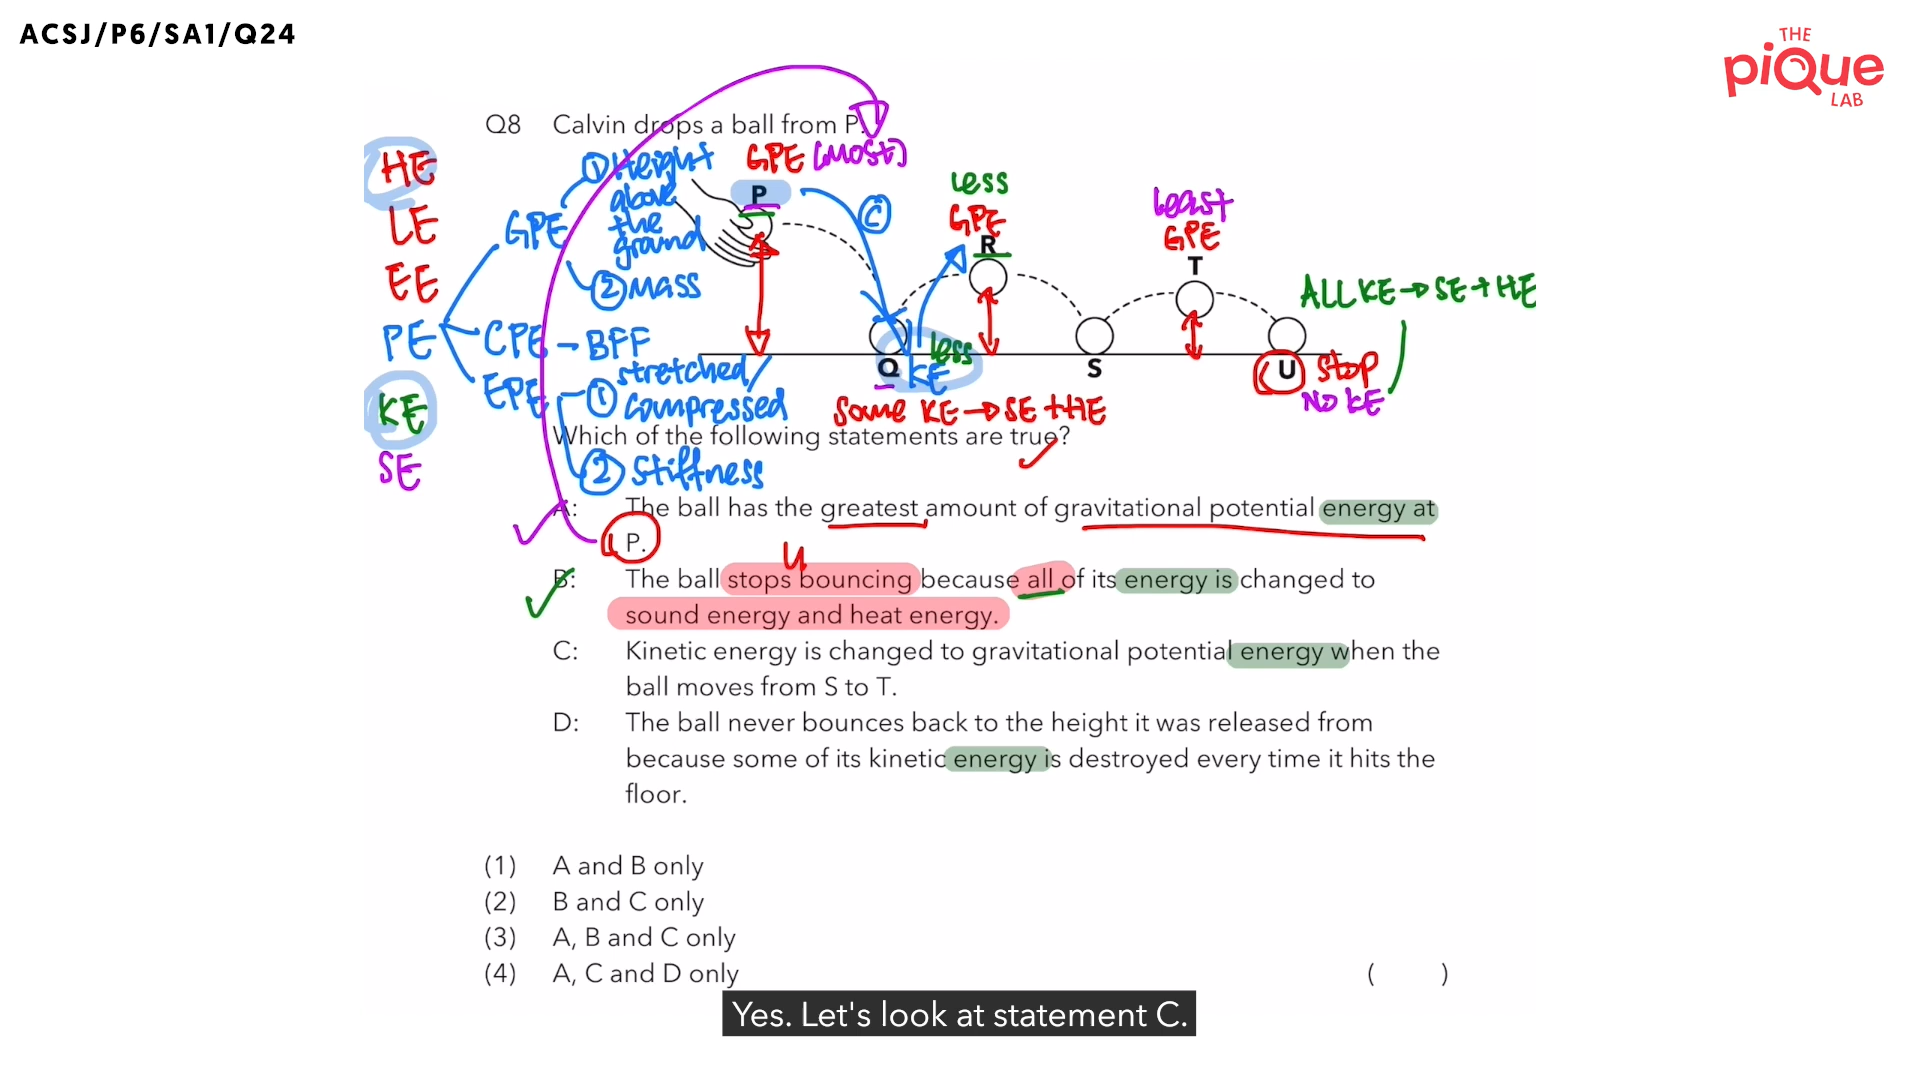 ACSJ/P6/SA1/Q24
THE
piQue
LAB
Q8 Calvin drops a ball from P.
HE
LE
EE
PE
KE
SE
GPE
① Height
above
the
ground
② Mass
CPE – BFF
EPE
① stretched/
compressed
② Stiffness
GPE (MOST)
P
©
Less
GPE
R
Least
GPE
T
ALL KE → SE + HE
Q
less
KE
S
U
Stop
NO KE
Some KE → SE + HE
Which of the following statements are true?
A: The ball has the greatest amount of gravitational potential energy at
P.
U
B: The ball stops bouncing because all of its energy is changed to
sound energy and heat energy.
C: Kinetic energy is changed to gravitational potential energy when the
ball moves from S to T.
D: The ball never bounces back to the height it was released from
because some of its kinetic energy is destroyed every time it hits the
floor.
(1) A and B only
(2) B and C only
(3) A, B and C only
(4) A, C and D only ( )
Yes. Let's look at statement C.